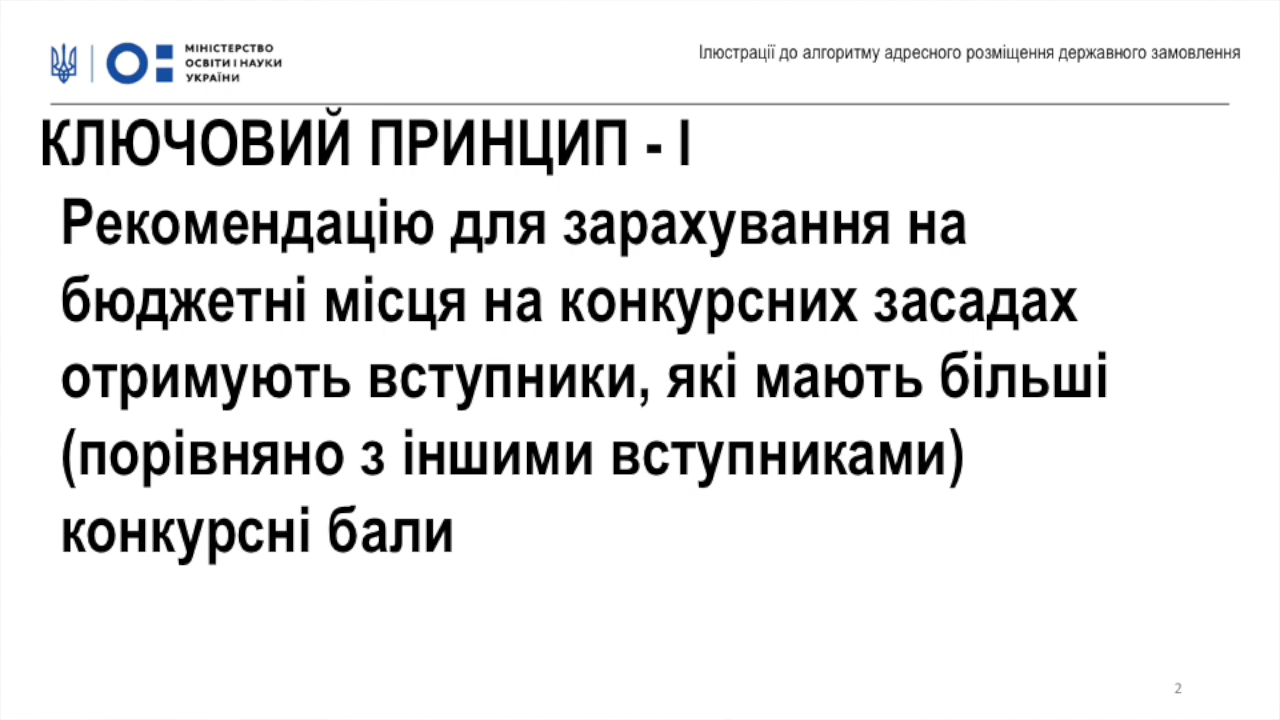 МІНІСТЕРСТВО
ОСВІТИ І НАУКИ
УКРАЇНИ
Ілюстрації до алгоритму адресного розміщення державного замовлення
КЛЮЧОВИЙ ПРИНЦИП - І
Рекомендацію для зарахування на
бюджетні місця на конкурсних засадах
отримують вступники, які мають більші
(порівняно з іншими вступниками)
конкурсні бали
2